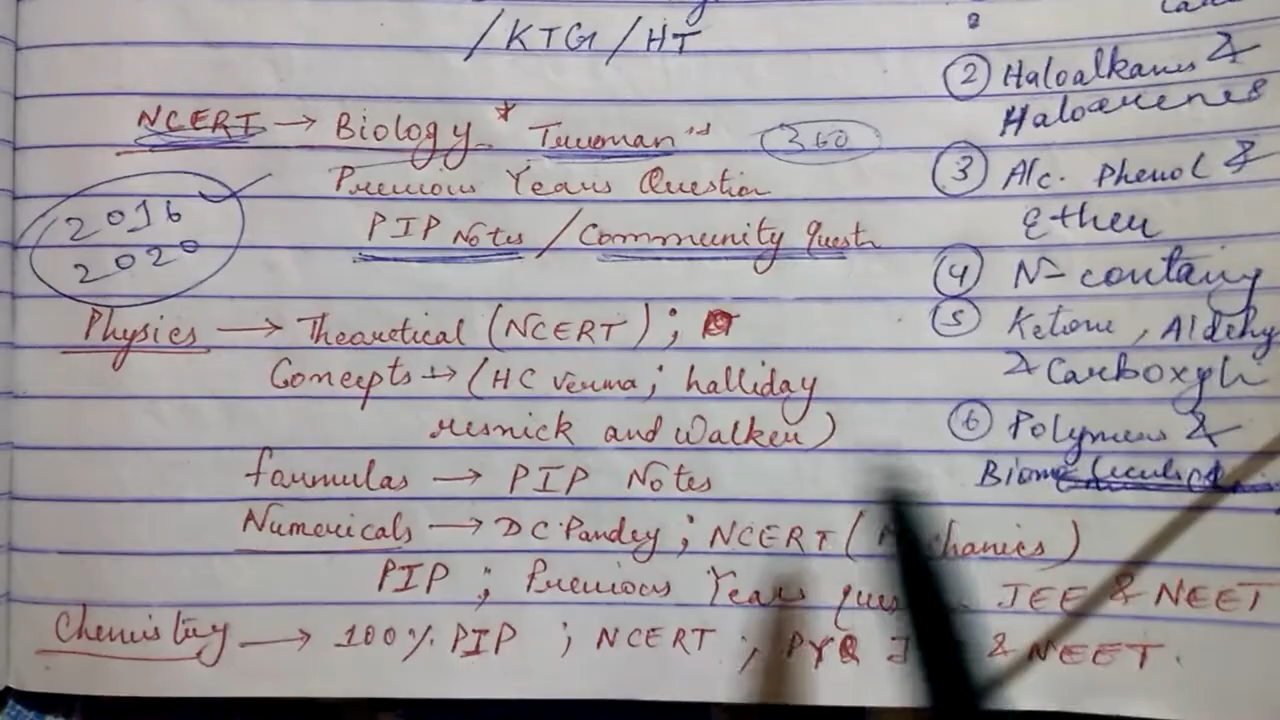 /KTG/HT
NCERT → Biology * Trueman" 360
Previous Years Question
2016
2020
PIP Notes / Community Questn
Physics → Theoretical (NCERT);
Concepts → (HC Verma; halliday
resnick and Walker)
formulas → PIP Notes
Numericals → DC Pandey; NCERT (
PIP ; Previous Years JEE & NEET
Chemistry → 100% PIP ; NCERT ; PYQ & NEET.
② Haloalkanes &
Haloarenes
③ Alc. Phenol &
Ether
④ N- containg
⑤ Ketone, Aldehy
& Carboxyli
⑥ Polymers &